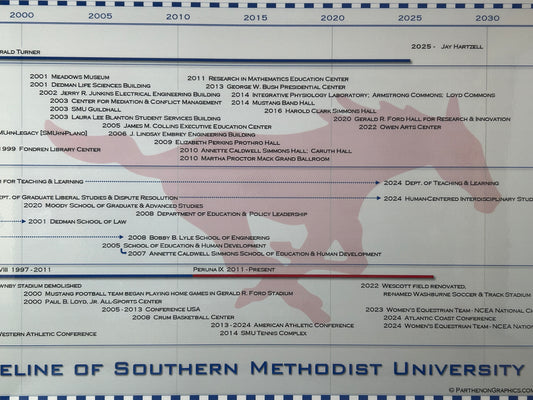 2000 2005 2010 2015 2020 2025 2030
RALD TURNER
2025 - JAY HARTZELL
2001 MEADOWS MUSEUM
2011 RESEARCH IN MATHEMATICS EDUCATION CENTER
2001 DEDMAN LIFE SCIENCES BUILDING
2013 GEORGE W. BUSH PRESIDENTIAL CENTER
2002 JERRY R. JUNKINS ELECTRICAL ENGINEERING BUILDING
2014 INTEGRATIVE PHYSIOLOGY LABORATORY; ARMSTRONG COMMONS; LOYD COMMONS
2003 CENTER FOR MEDIATION & CONFLICT MANAGEMENT
2014 MUSTANG BAND HALL
2003 SMU GUILDHALL
2016 HAROLD CLARK SIMMONS HALL
2003 LAURA LEE BLANTON STUDENT SERVICES BUILDING
2020 GERALD R. FORD HALL FOR RESEARCH & INNOVATION
2005 JAMES M. COLLINS EXECUTIVE EDUCATION CENTER
2022 OWEN ARTS CENTER
MU-IN-LEGACY [SMU-IN-PLANO]
2006 J. LINDSAY EMBREY ENGINEERING BUILDING
2009 ELIZABETH PERKINS PROTHRO HALL
1999 FONDREN LIBRARY CENTER
2010 ANNETTE CALDWELL SIMMONS HALL; CARUTH HALL
2010 MARTHA PROCTOR MACK GRAND BALLROOM
FOR TEACHING & LEARNING
2024 DEPT. OF TEACHING & LEARNING
EPT. OF GRADUATE LIBERAL STUDIES & DISPUTE RESOLUTION
2024 HUMAN-CENTERED INTERDISCIPLINARY STUD
2020 MOODY SCHOOL OF GRADUATE & ADVANCED STUDIES
2008 DEPARTMENT OF EDUCATION & POLICY LEADERSHIP
2001 DEDMAN SCHOOL OF LAW
2008 BOBBY B. LYLE SCHOOL OF ENGINEERING
2005 SCHOOL OF EDUCATION & HUMAN DEVELOPMENT
2007 ANNETTE CALDWELL SIMMONS SCHOOL OF EDUCATION & HUMAN DEVELOPMENT
VIII 1997-2011
PERUNA IX 2011-PRESENT
WNBY STADIUM DEMOLISHED
2022 WESCOTT FIELD RENOVATED,
RENAMED WASHBURNE SOCCER & TRACK STADIUM
2000 MUSTANG FOOTBALL TEAM BEGAN PLAYING HOME GAMES IN GERALD R. FORD STADIUM
2000 PAUL B. LOYD, JR. ALL-SPORTS CENTER
2005-2013 CONFERENCE USA
2023 WOMEN'S EQUESTRIAN TEAM - NCEA NATIONAL CH
2008 CRUM BASKETBALL CENTER
2024 ATLANTIC COAST CONFERENCE
2013-2024 AMERICAN ATHLETIC CONFERENCE
2024 WOMEN'S EQUESTRIAN TEAM - NCEA NATION
WESTERN ATHLETIC CONFERENCE
2014 SMU TENNIS COMPLEX
ELINE OF SOUTHERN METHODIST UNIVERSITY
© PARTHENONGRAPHICS.COM